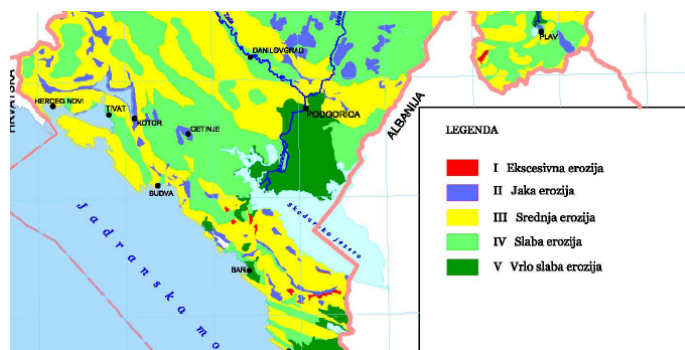 DANILOVGRAD
PLAV
HRVATSKA
HERCEG NOVI
TIVAT
KOTOR
CETINJE
PODGORICA
ALBANIJA
BUDVA
Skadarsko jezero
BAR
Jadransko mo
LEGENDA
I Ekscesivna erozija
II Jaka erozija
III Srednja erozija
IV Slaba erozija
V Vrlo slaba erozija